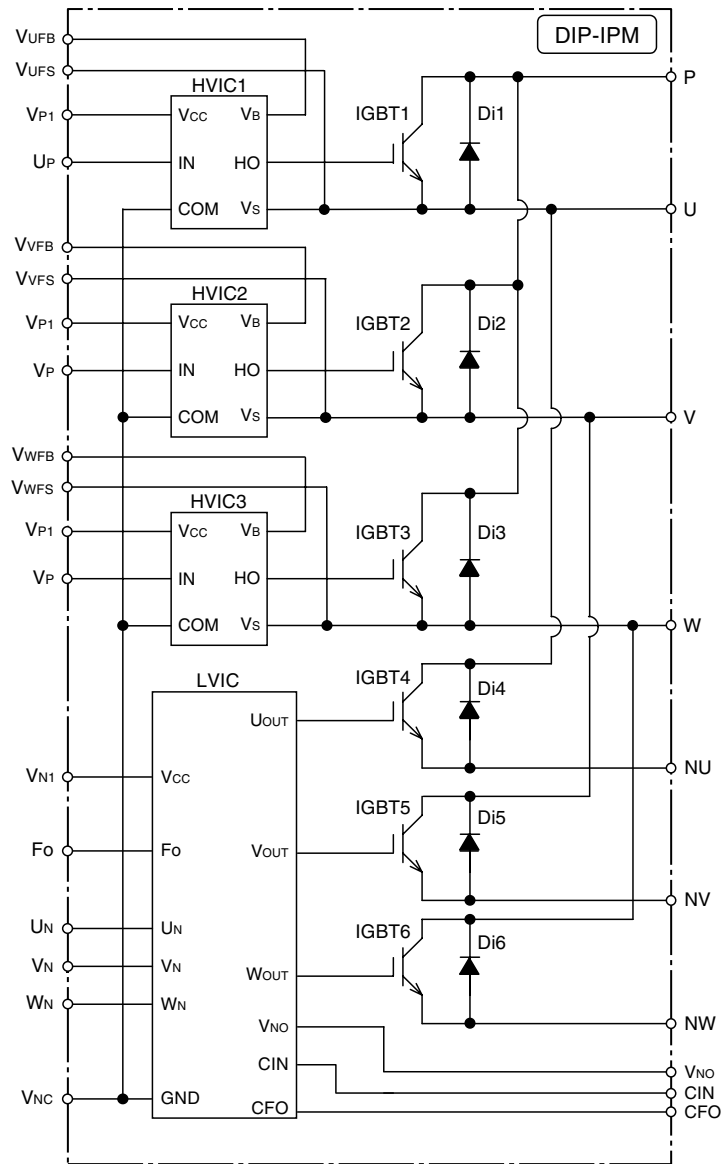 DIP-IPM
VUFB
VUFS
HVIC1
P
VP1
VCC
VB
IGBT1
Di1
UP
IN
HO
COM
VS
U
VVFB
VVFS
HVIC2
VP1
VCC
VB
IGBT2
Di2
VP
IN
HO
COM
VS
V
VWFB
VWFS
HVIC3
VP1
VCC
VB
IGBT3
Di3
VP
IN
HO
COM
VS
W
LVIC
IGBT4
Di4
UOUT
NU
VN1
VCC
IGBT5
Di5
Fo
Fo
VOUT
NV
UN
UN
IGBT6
Di6
VN
VN
WOUT
WN
WN
VNO
NW
CIN
VNO
VNC
GND
CIN
CFO
CFO